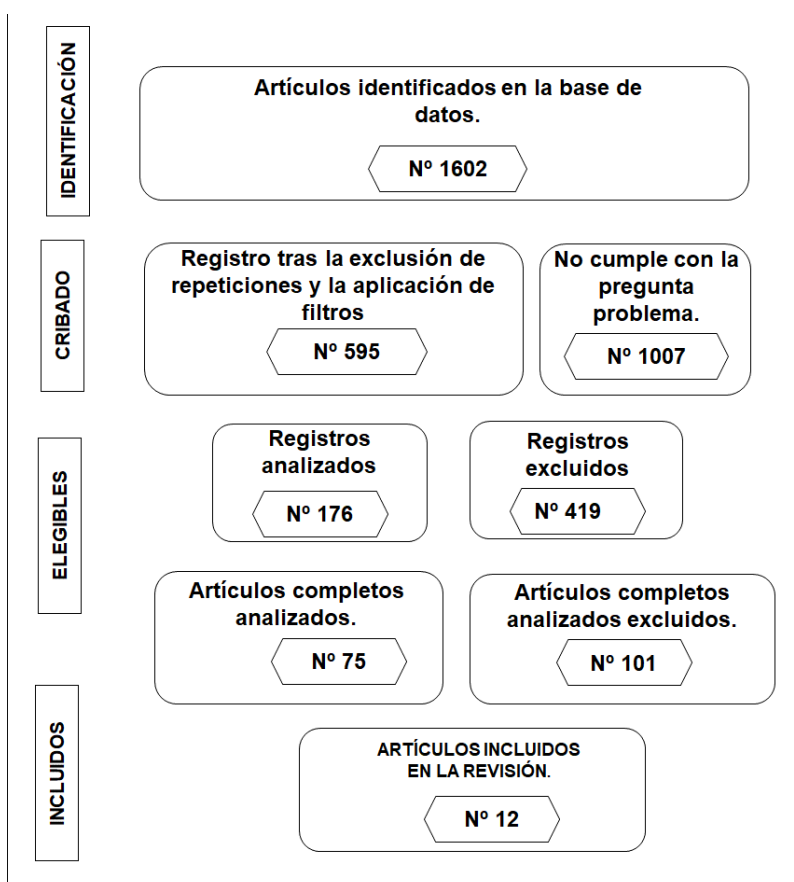 IDENTIFICACIÓN
Artículos identificados en la base de
datos.
Nº 1602
CRIBADO
Registro tras la exclusión de
repeticiones y la aplicación de
filtros
Nº 595
No cumple con la
pregunta
problema.
Nº 1007
ELEGIBLES
Registros
analizados
Nº 176
Registros
excluidos
Nº 419
Artículos completos
analizados.
Nº 75
Artículos completos
analizados excluidos.
Nº 101
INCLUIDOS
ARTÍCULOS INCLUIDOS
EN LA REVISIÓN.
Nº 12